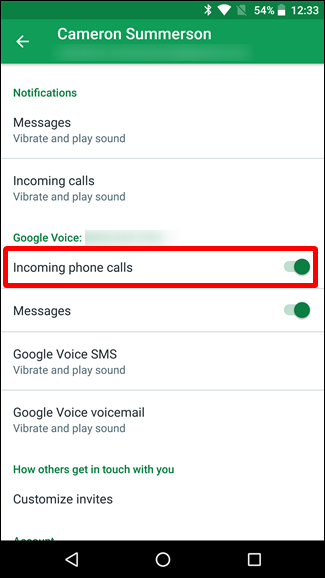 54% 12:33
Cameron Summerson
Notifications
Messages
Vibrate and play sound
Incoming calls
Vibrate and play sound
Google Voice:
Incoming phone calls
Messages
Google Voice SMS
Vibrate and play sound
Google Voice voicemail
Vibrate and play sound
How others get in touch with you
Customize invites
Account